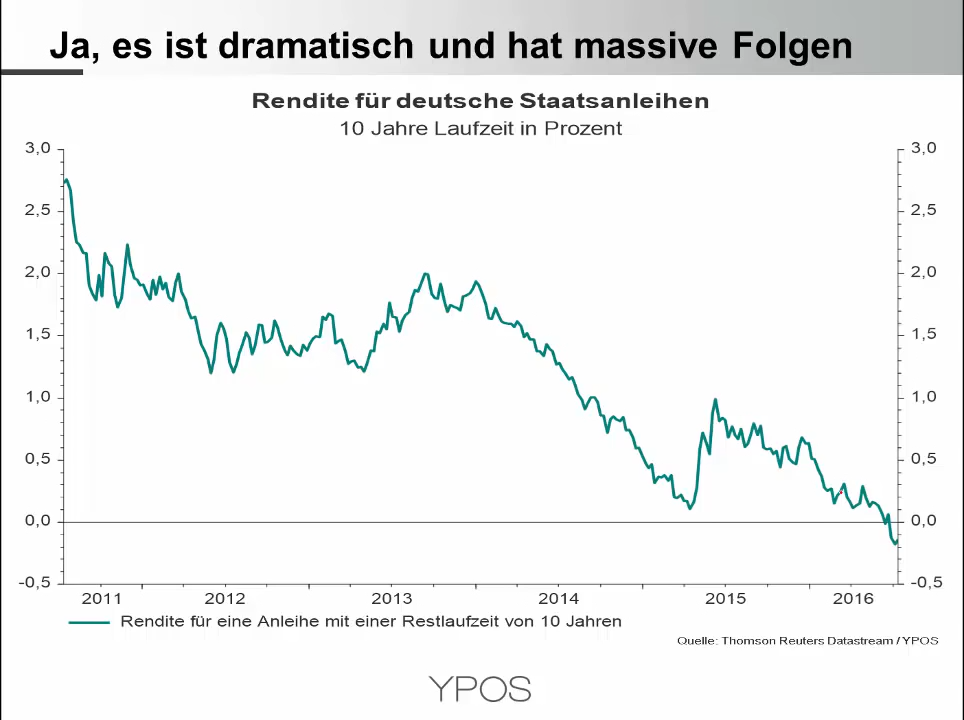 Ja, es ist dramatisch und hat massive Folgen
Rendite für deutsche Staatsanleihen
10 Jahre Laufzeit in Prozent
3,0 3,0
2,5 2,5
2,0 2,0
1,5 1,5
1,0 1,0
0,5 0,5
0,0 0,0
-0,5 -0,5
2011 2012 2013 2014 2015 2016
Rendite für eine Anleihe mit einer Restlaufzeit von 10 Jahren
Quelle: Thomson Reuters Datastream / YPOS
YPOS